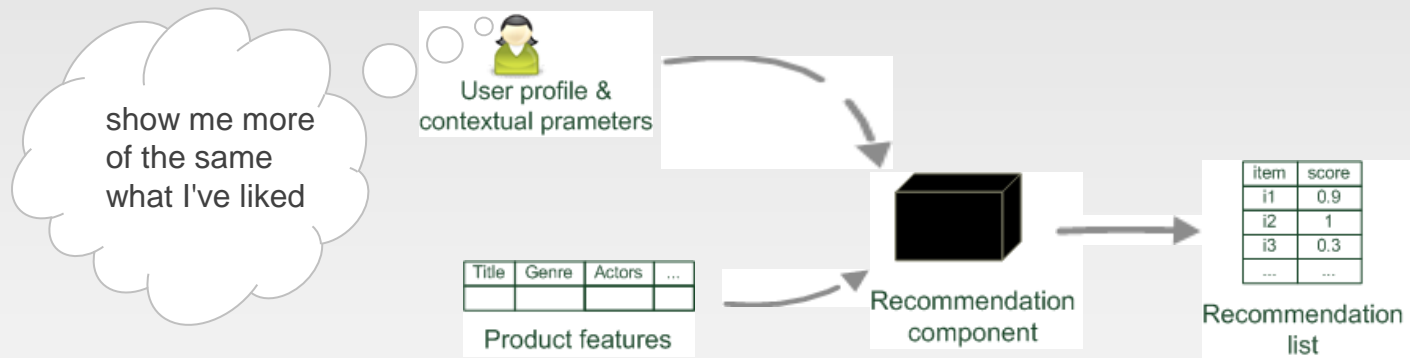 show me more
of the same
what I've liked
User profile &
contextual prameters
Title Genre Actors ...
Product features
Recommendation
component
item score
i1 0.9
i2 1
i3 0.3
... ...
Recommendation
list